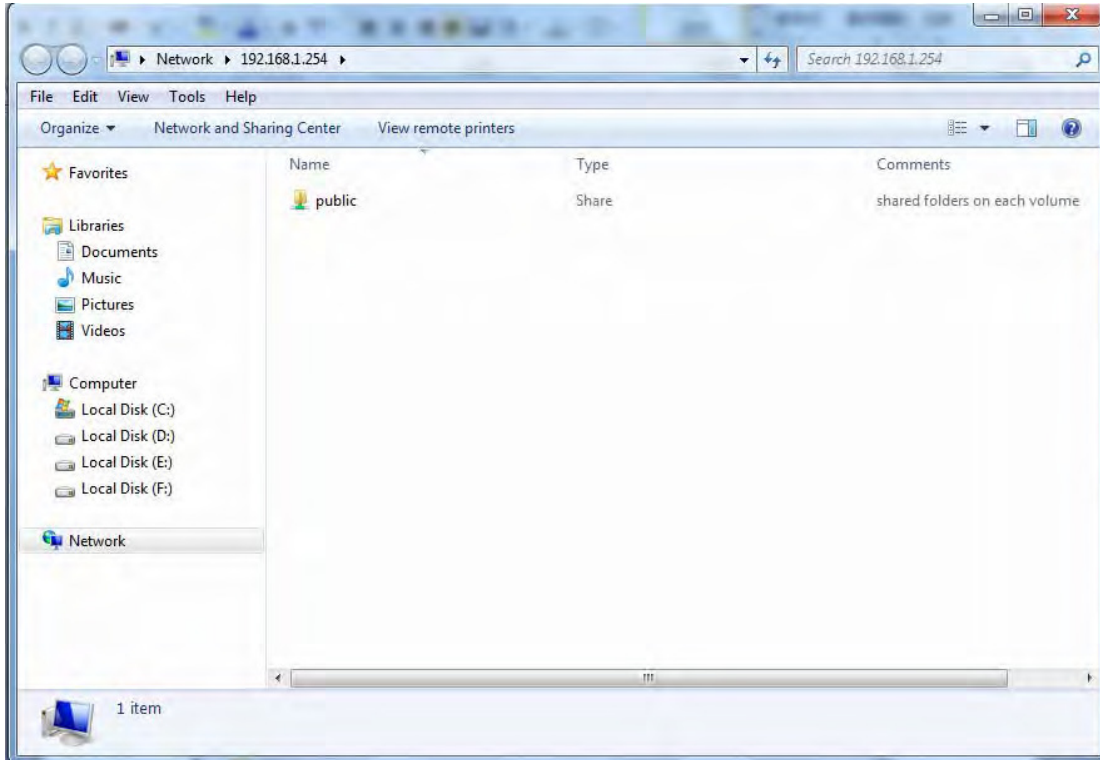 Network 192.168.1.254 Search 192.168.1.254
File Edit View Tools Help
Organize Network and Sharing Center View remote printers
Name Type Comments
Favorites
public Share shared folders on each volume
Libraries
Documents
Music
Pictures
Videos
Computer
Local Disk (C:)
Local Disk (D:)
Local Disk (E:)
Local Disk (F:)
Network
1 item